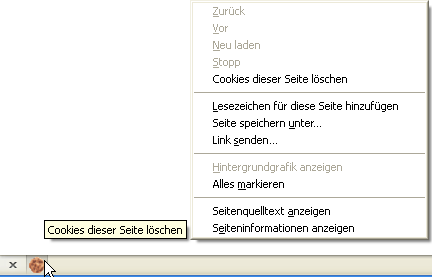 Zurück
Vor
Neu laden
Stopp
Cookies dieser Seite löschen
Lesezeichen für diese Seite hinzufügen
Seite speichern unter...
Link senden...
Hintergrundgrafik anzeigen
Alles markieren
Seitenquelltext anzeigen
Seiteninformationen anzeigen
Cookies dieser Seite löschen